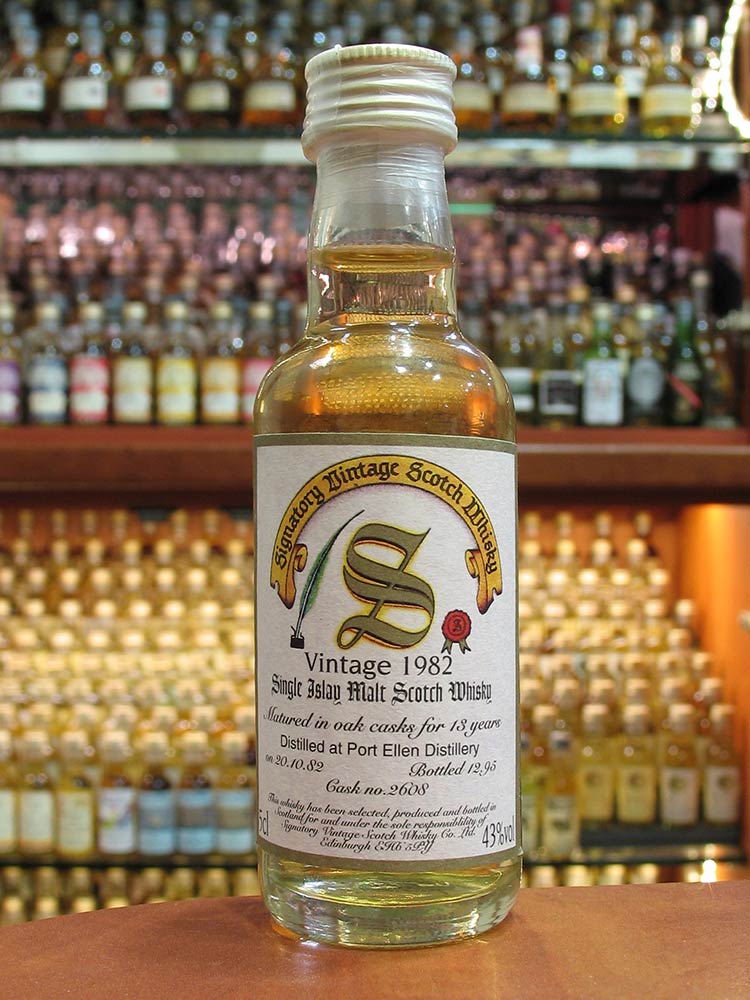 Signatory Vintage Scotch Whisky
S
Vintage 1982
Single Islay Malt Scotch Whisky
Matured in oak casks for 13 years
Distilled at Port Ellen Distillery
on 20.10.82 Bottled 12.95
Cask no.2608
This whisky has been selected, produced and bottled in
Scotland for and under the sole responsiblility of
Signatory Vintage Scotch Whisky Co. Ltd.
Edinburgh EH6 5PJ
5cl 43%vol